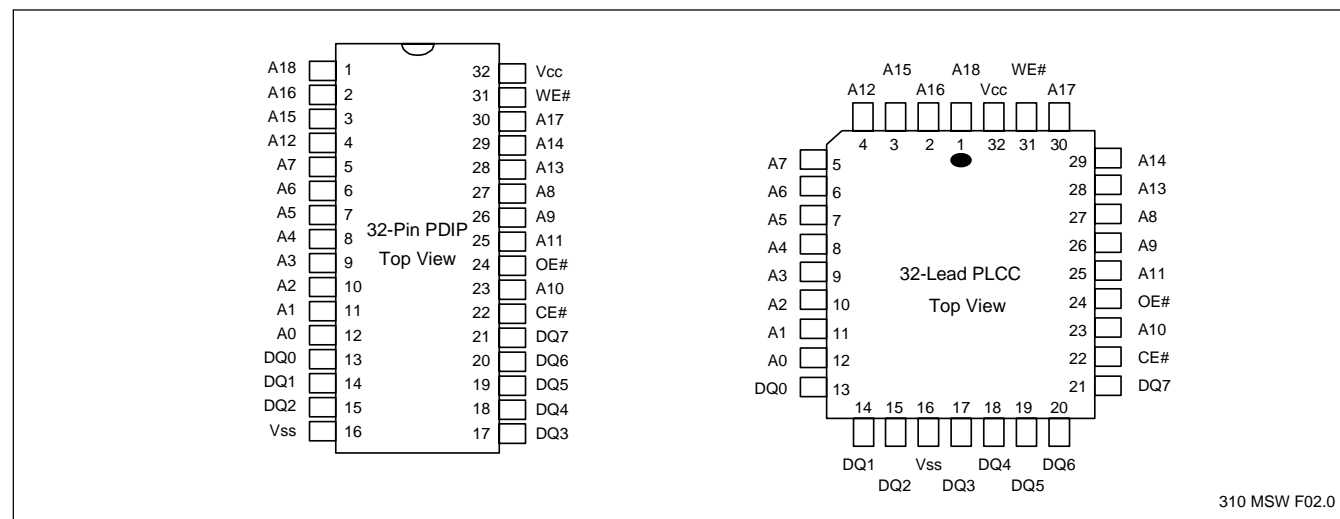 A18 1 32 Vcc
A16 2 31 WE#
A15 3 30 A17
A12 4 29 A14
A7 5 28 A13
A6 6 27 A8
A5 7 26 A9
A4 8 25 A11
A3 9 24 OE#
A2 10 23 A10
A1 11 22 CE#
A0 12 21 DQ7
DQ0 13 20 DQ6
DQ1 14 19 DQ5
DQ2 15 18 DQ4
Vss 16 17 DQ3
32-Pin PDIP
Top View
A15 A18 WE#
A12 A16 Vcc A17
4 3 2 1 32 31 30
A7 5 29 A14
A6 6 28 A13
A5 7 27 A8
A4 8 26 A9
A3 9 25 A11
A2 10 24 OE#
A1 11 23 A10
A0 12 22 CE#
DQ0 13 21 DQ7
32-Lead PLCC
Top View
14 15 16 17 18 19 20
DQ1 Vss DQ4 DQ6
DQ2 DQ3 DQ5
310 MSW F02.0